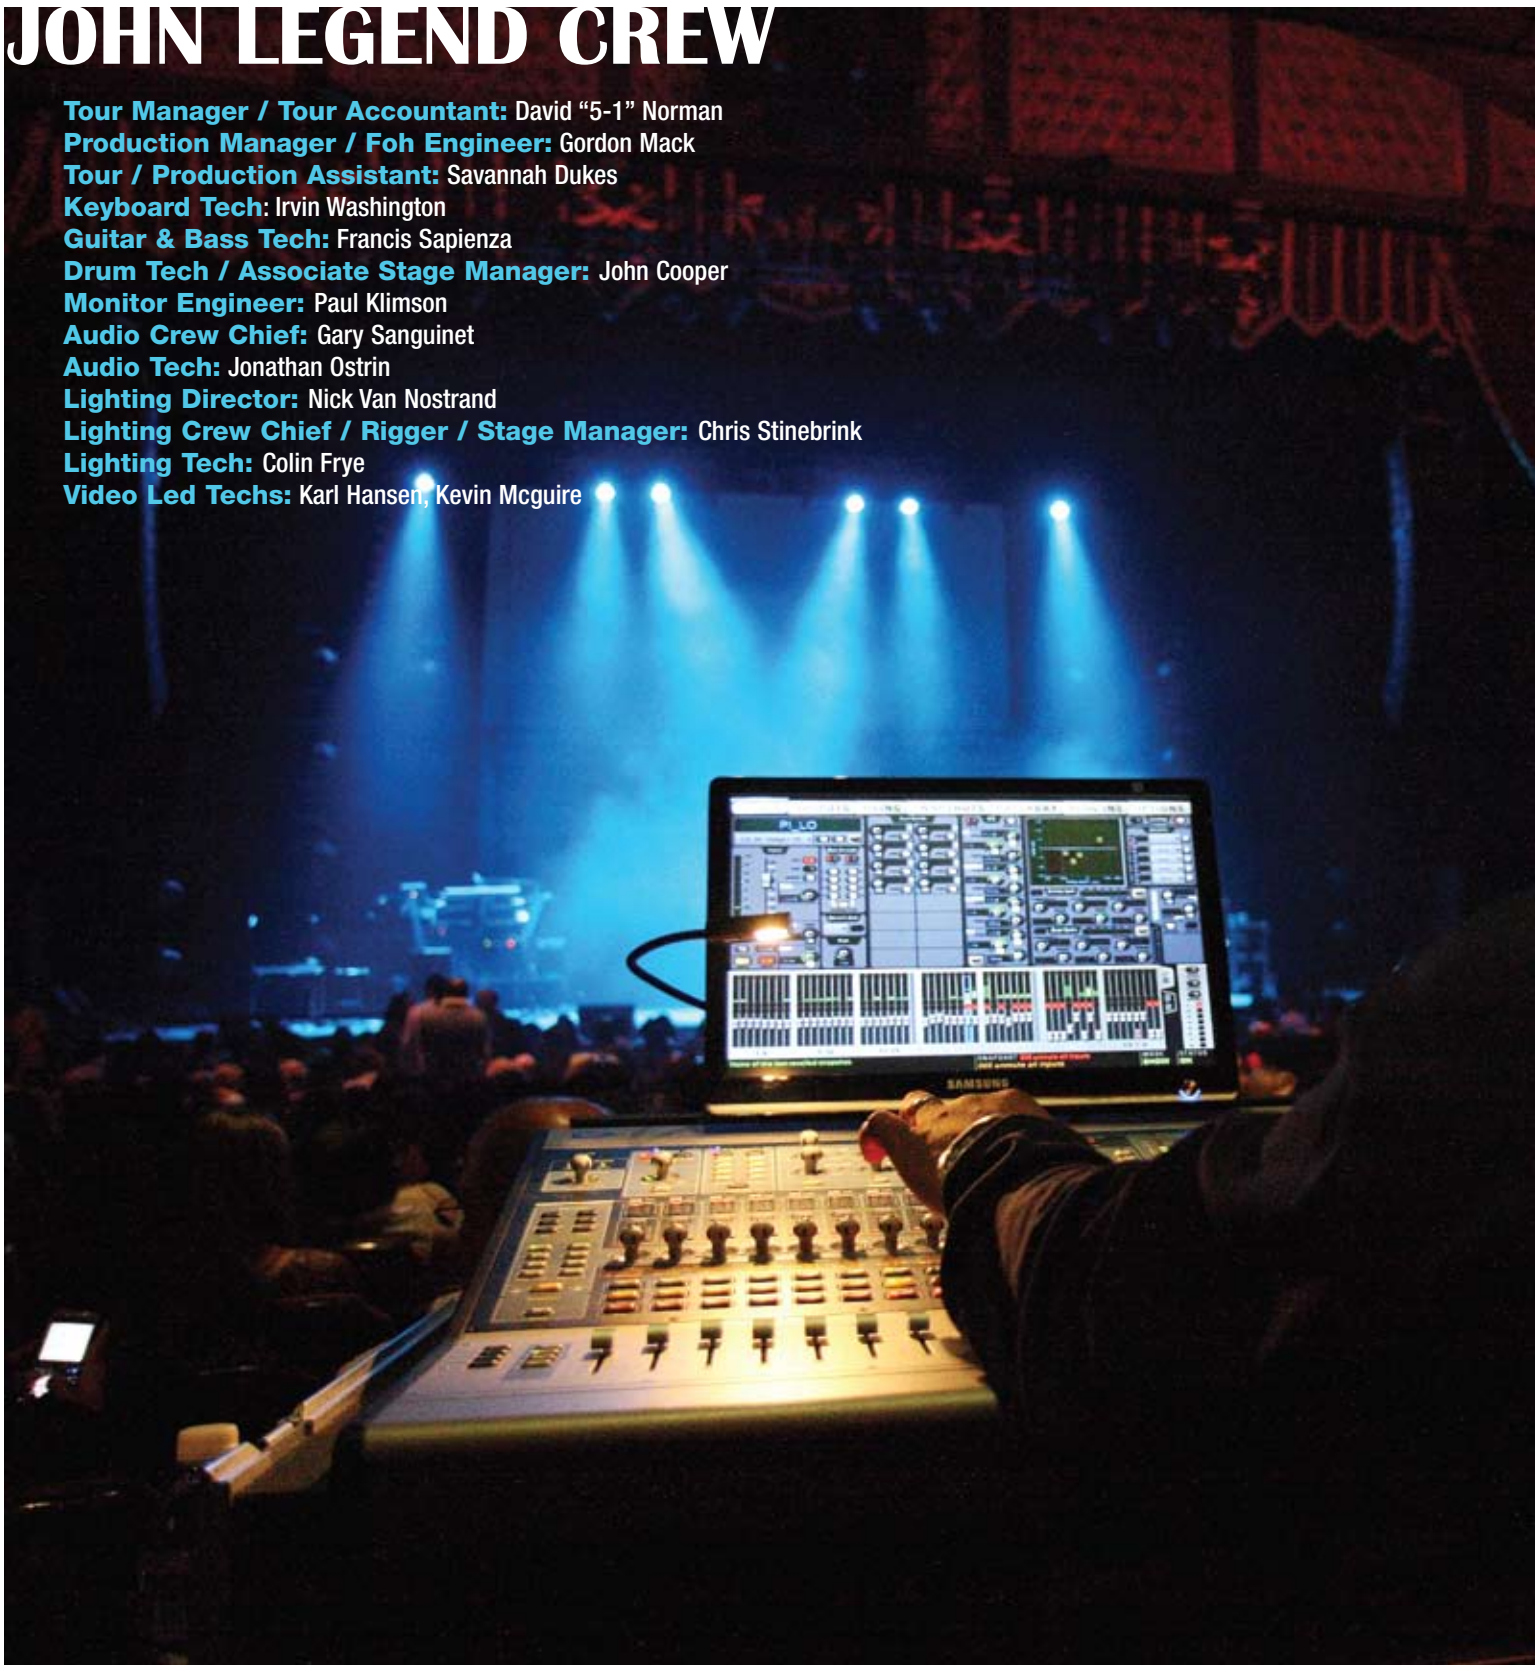 JOHN LEGEND CREW
Tour Manager / Tour Accountant: David “5-1” Norman
Production Manager / Foh Engineer: Gordon Mack
Tour / Production Assistant: Savannah Dukes
Keyboard Tech: Irvin Washington
Guitar & Bass Tech: Francis Sapienza
Drum Tech / Associate Stage Manager: John Cooper
Monitor Engineer: Paul Klimson
Audio Crew Chief: Gary Sanguinet
Audio Tech: Jonathan Ostrin
Lighting Director: Nick Van Nostrand
Lighting Crew Chief / Rigger / Stage Manager: Chris Stinebrink
Lighting Tech: Colin Frye
Video Led Techs: Karl Hansen, Kevin Mcguire
SAMSUNG